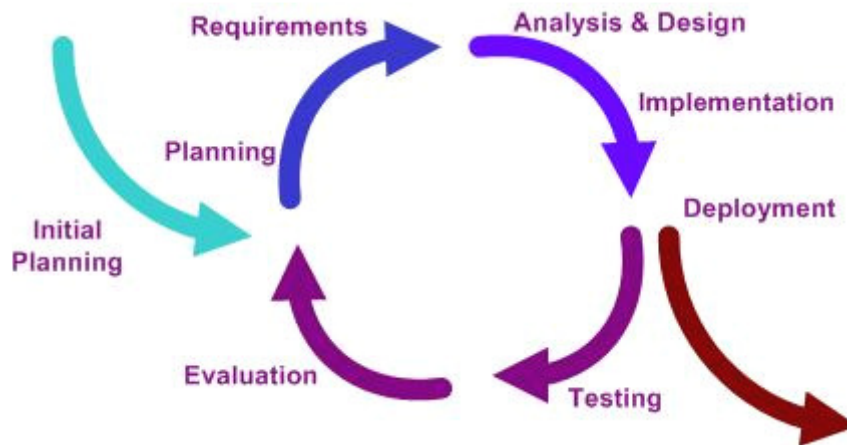 Requirements
Analysis & Design
Implementation
Planning
Deployment
Initial
Planning
Evaluation
Testing